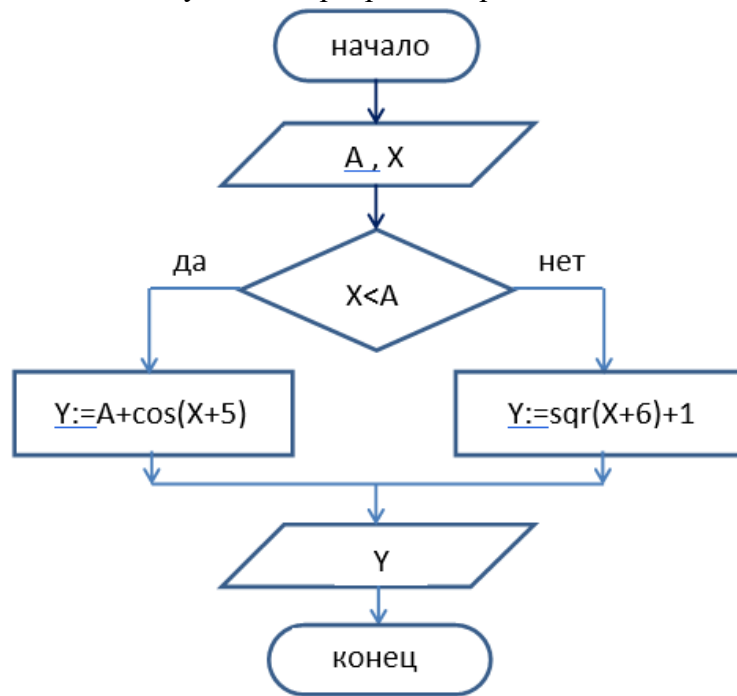 начало
A , X
да
нет
X<A
Y:=A+cos(X+5)
Y:=sqr(X+6)+1
Y
конец